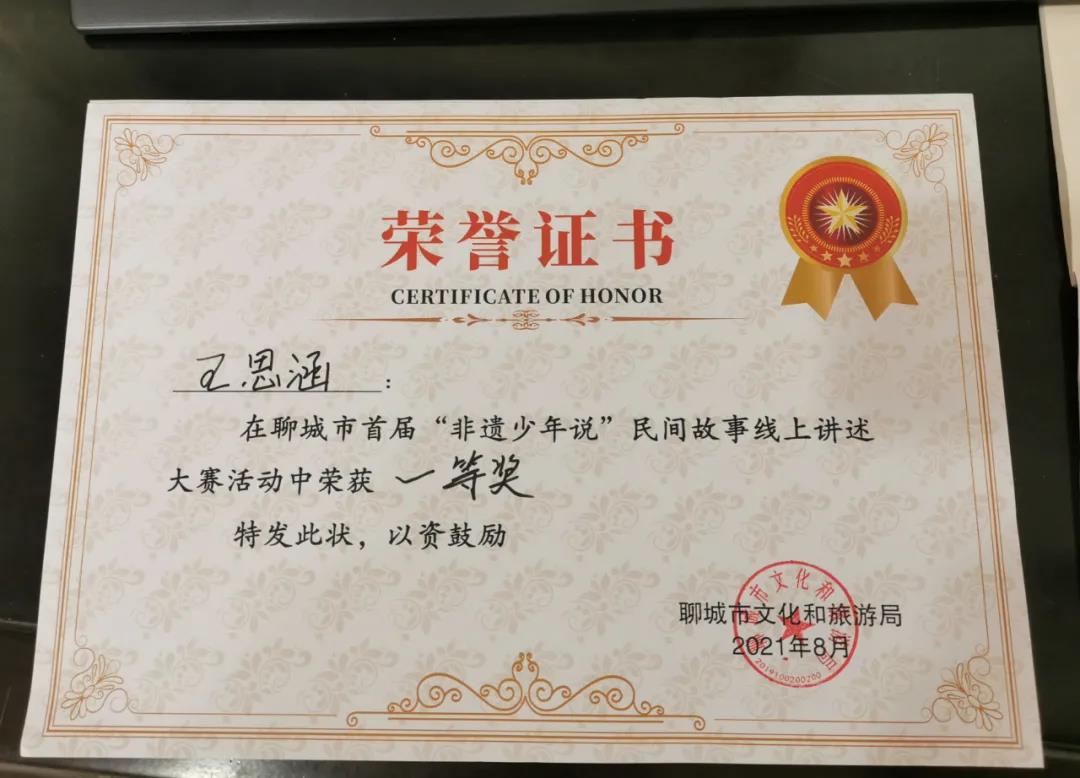 荣誉证书
CERTIFICATE OF HONOR
王思涵：
在聊城市首届“非遗少年说”民间故事线上讲述
大赛活动中荣获 一等奖
特发此状，以资鼓励
聊城市文化和旅游局
2021年8月